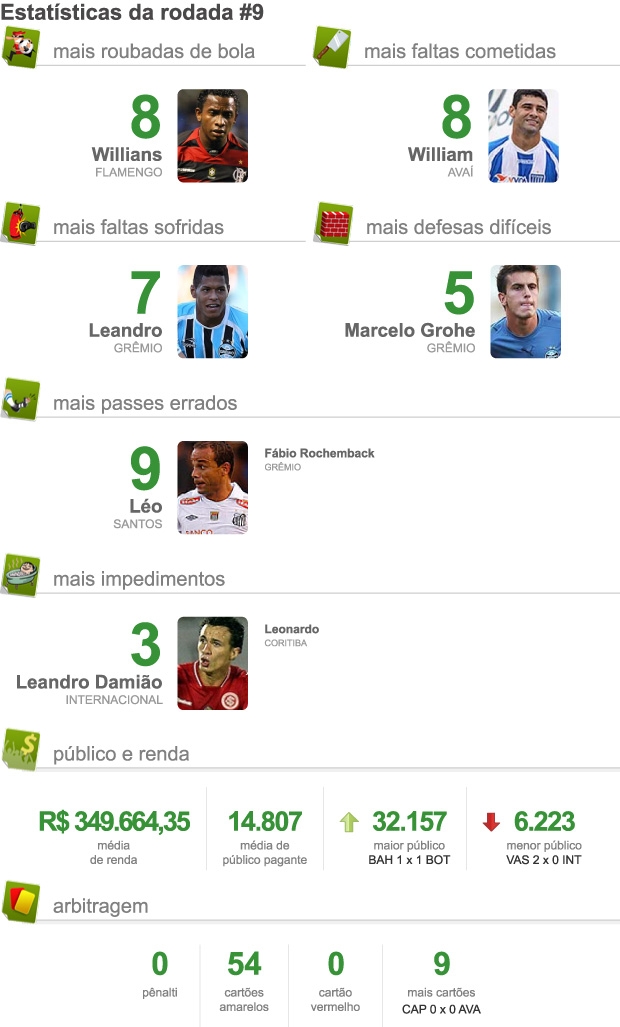 Estatísticas da rodada #9
mais roubadas de bola
8
Willians
FLAMENGO
mais faltas cometidas
8
William
AVAÍ
mais faltas sofridas
7
Leandro
GRÊMIO
mais defesas difíceis
5
Marcelo Grohe
GRÊMIO
mais passes errados
9
Léo
SANTOS
Fábio Rochemback
GRÊMIO
mais impedimentos
3
Leandro Damião
INTERNACIONAL
Leonardo
CORITIBA
público e renda
R$ 349.664,35
média
de renda
14.807
média de
público pagante
32.157
maior público
BAH 1 x 1 BOT
6.223
menor público
VAS 2 x 0 INT
arbitragem
0
pênalti
54
cartões
amarelos
0
cartão
vermelho
9
mais cartões
CAP 0 x 0 AVA